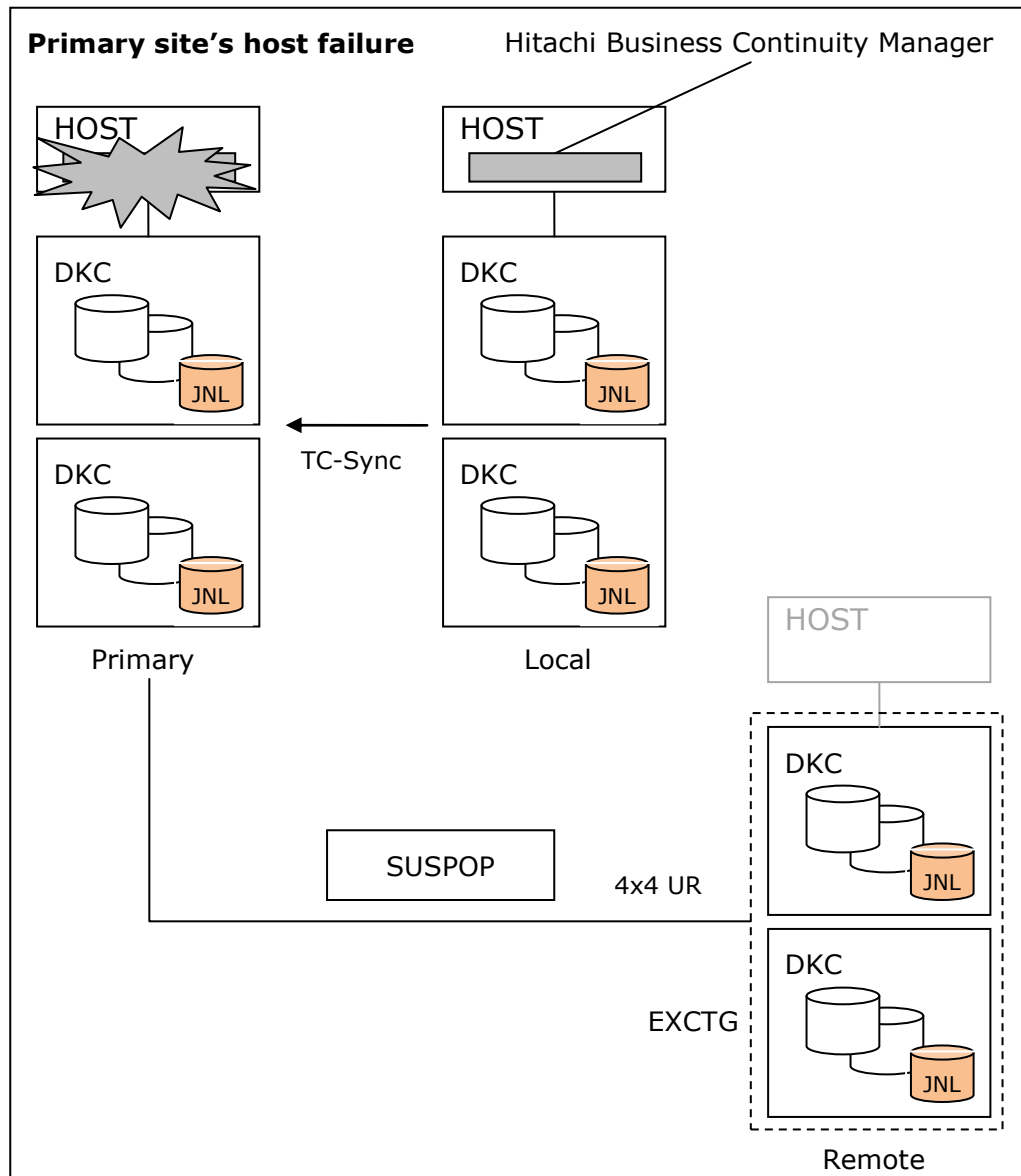 Primary site's host failure
Hitachi Business Continuity Manager
HOST
HOST
DKC
JNL
DKC
JNL
TC-Sync
DKC
JNL
DKC
JNL
Primary
Local
HOST
DKC
JNL
SUSPOP
4x4 UR
DKC
JNL
EXCTG
Remote